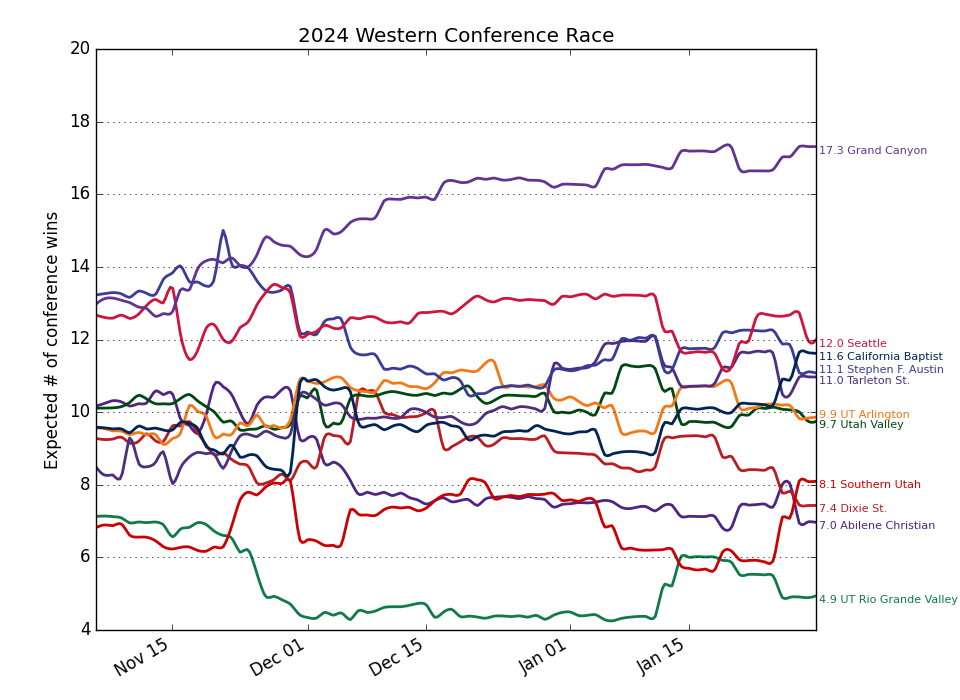 2024 Western Conference Race
Expected # of conference wins
20
18
16
14
12
10
8
6
4
Nov 15
Dec 01
Dec 15
Jan 01
Jan 15
17.3 Grand Canyon
12.0 Seattle
11.6 California Baptist
11.1 Stephen F. Austin
11.0 Tarleton St.
9.9 UT Arlington
9.7 Utah Valley
8.1 Southern Utah
7.4 Dixie St.
7.0 Abilene Christian
4.9 UT Rio Grande Valley